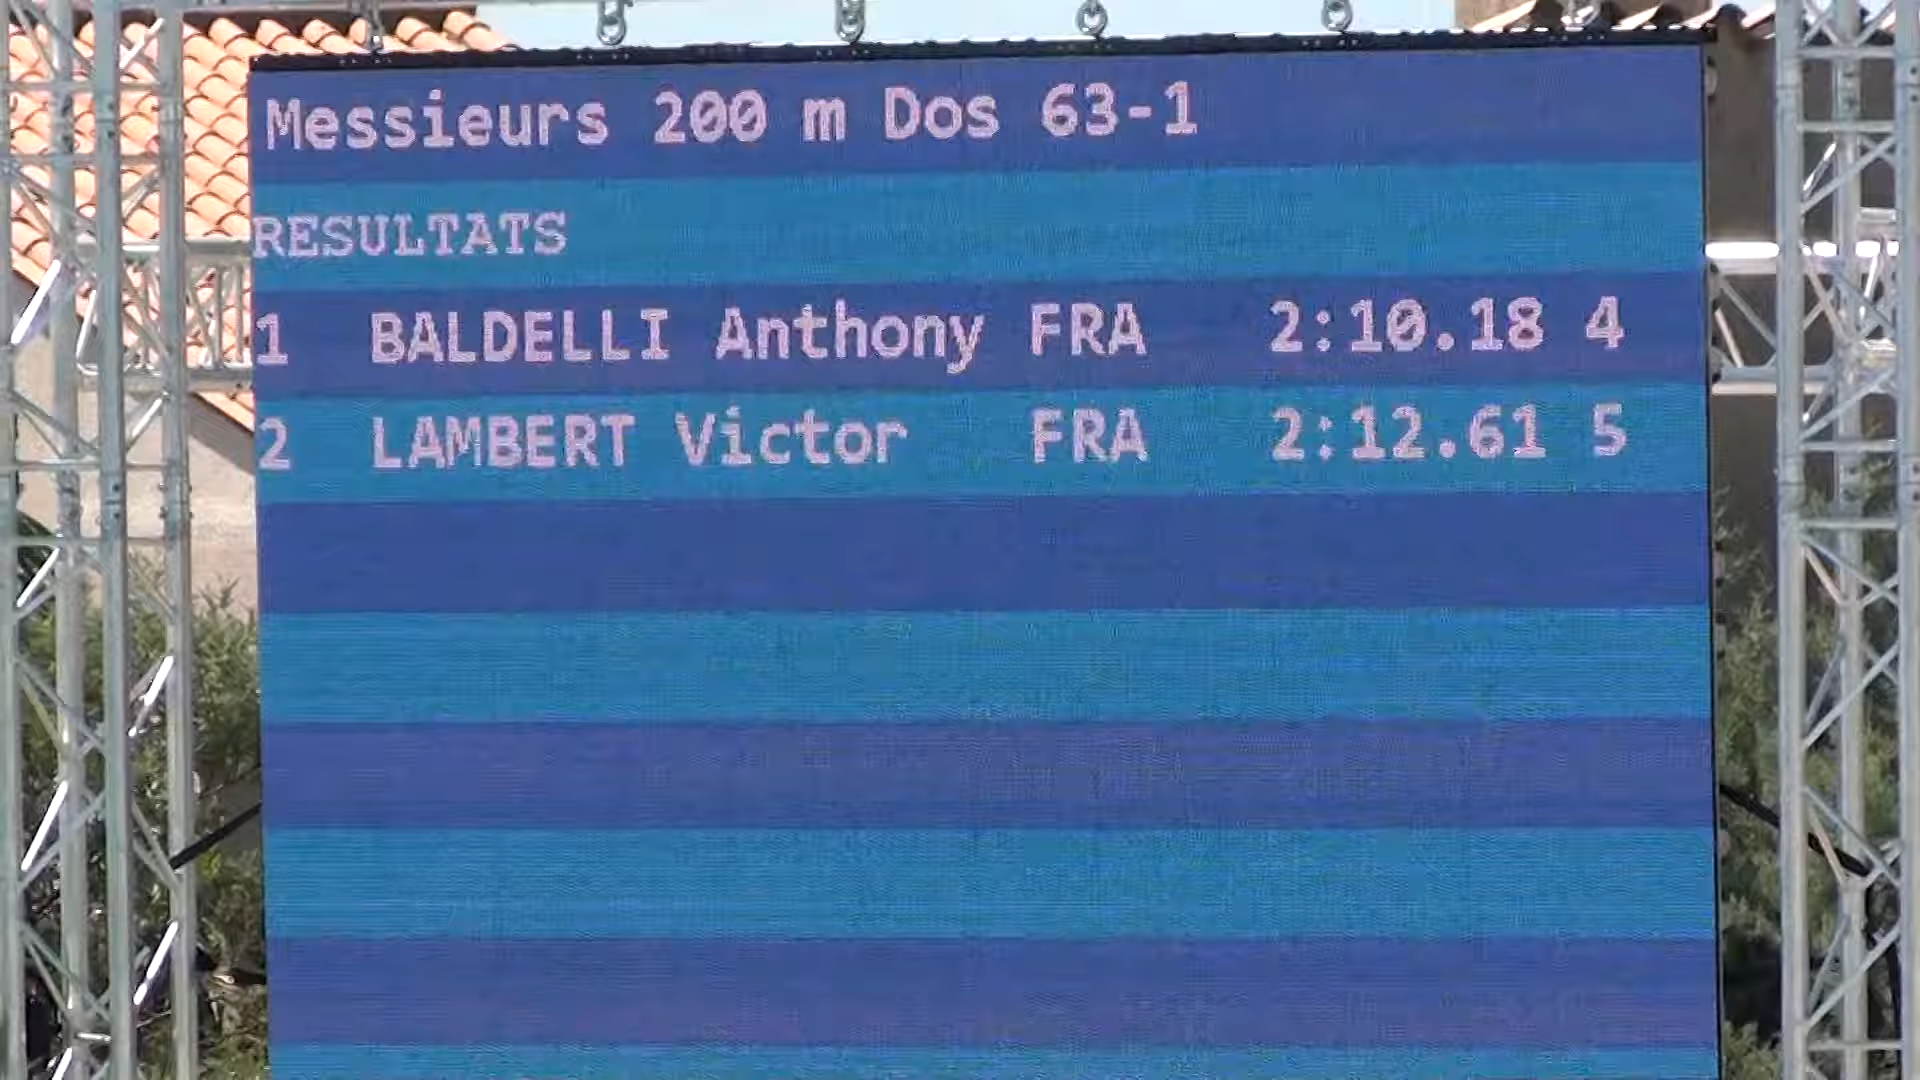 Messieurs 200 m Dos 63-1
RESULTATS
1 BALDELLI Anthony FRA 2:10.18 4
2 LAMBERT Victor FRA 2:12.61 5